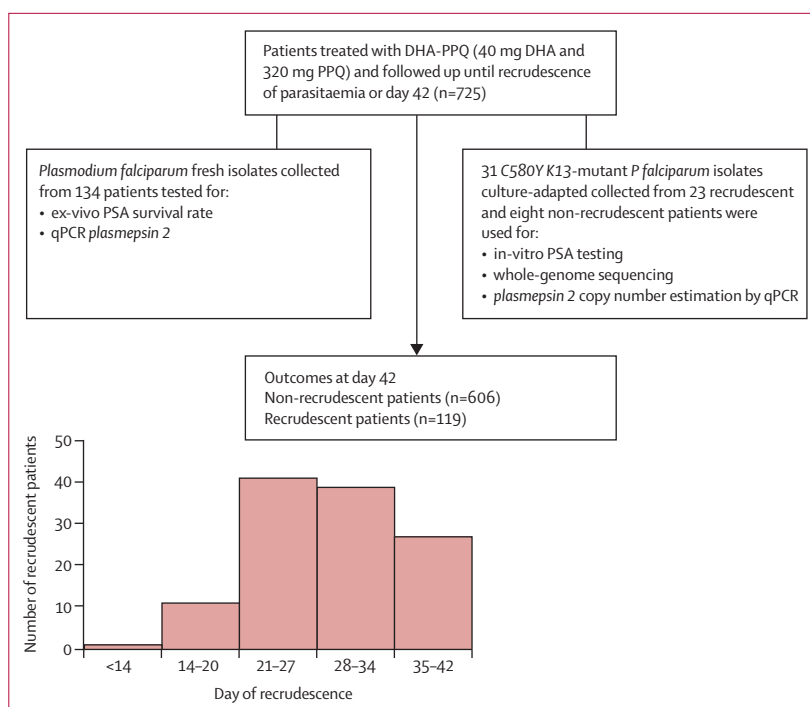 Patients treated with DHA-PPQ (40 mg DHA and
320 mg PPQ) and followed up until recrudescence
of parasitaemia or day 42 (n=725)
Plasmodium falciparum fresh isolates collected
from 134 patients tested for:
• ex-vivo PSA survival rate
• qPCR plasmepsin 2
31 C580Y K13-mutant P falciparum isolates
culture-adapted collected from 23 recrudescent
and eight non-recrudescent patients were
used for:
• in-vitro PSA testing
• whole-genome sequencing
• plasmepsin 2 copy number estimation by qPCR
Outcomes at day 42
Non-recrudescent patients (n=606)
Recrudescent patients (n=119)
Number of recrudescent patients
50
40
30
20
10
0
<14
14–20
21–27
28–34
35–42
Day of recrudescence